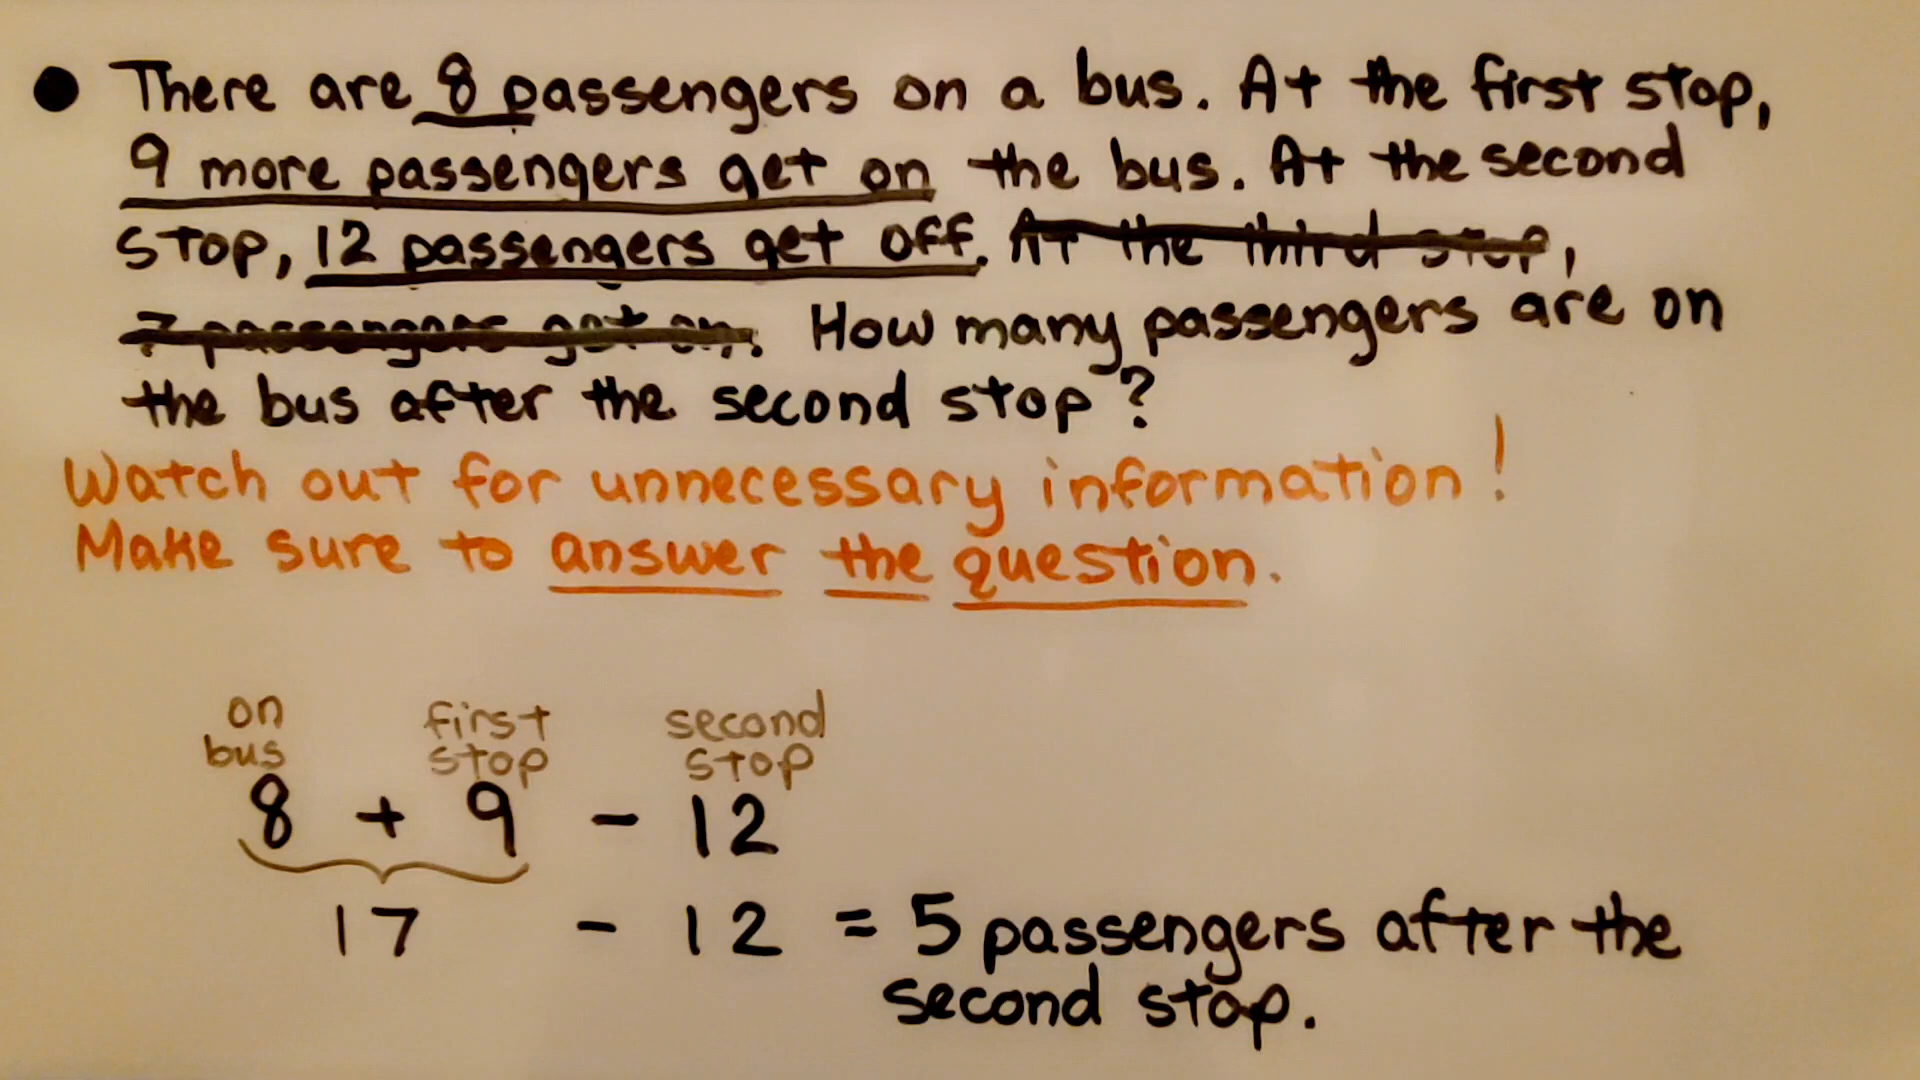 There are 8 passengers on a bus. At the first stop,
9 more passengers get on the bus. At the second
stop, 12 passengers get off. At the third stop,
7 passengers get on. How many passengers are on
the bus after the second stop?
Watch out for unnecessary information!
Make sure to answer the question.
on bus first stop second stop
8 + 9 - 12
17 - 12 = 5 passengers after the
second stop.